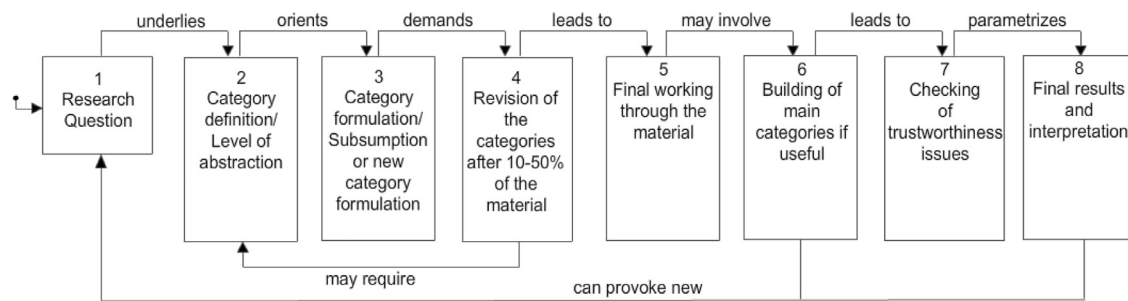 underlies
orients
demands
leads to
may involve
leads to
parametrizes
1
Research
Question
2
Category
definition/
Level of
abstraction
3
Category
formulation/
Subsumption
or new
category
formulation
4
Revision of
the
categories
after 10-50%
of the
material
5
Final working
through the
material
6
Building of
main
categories if
useful
7
Checking
of
trustworthiness
issues
8
Final results
and
interpretation
may require
can provoke new